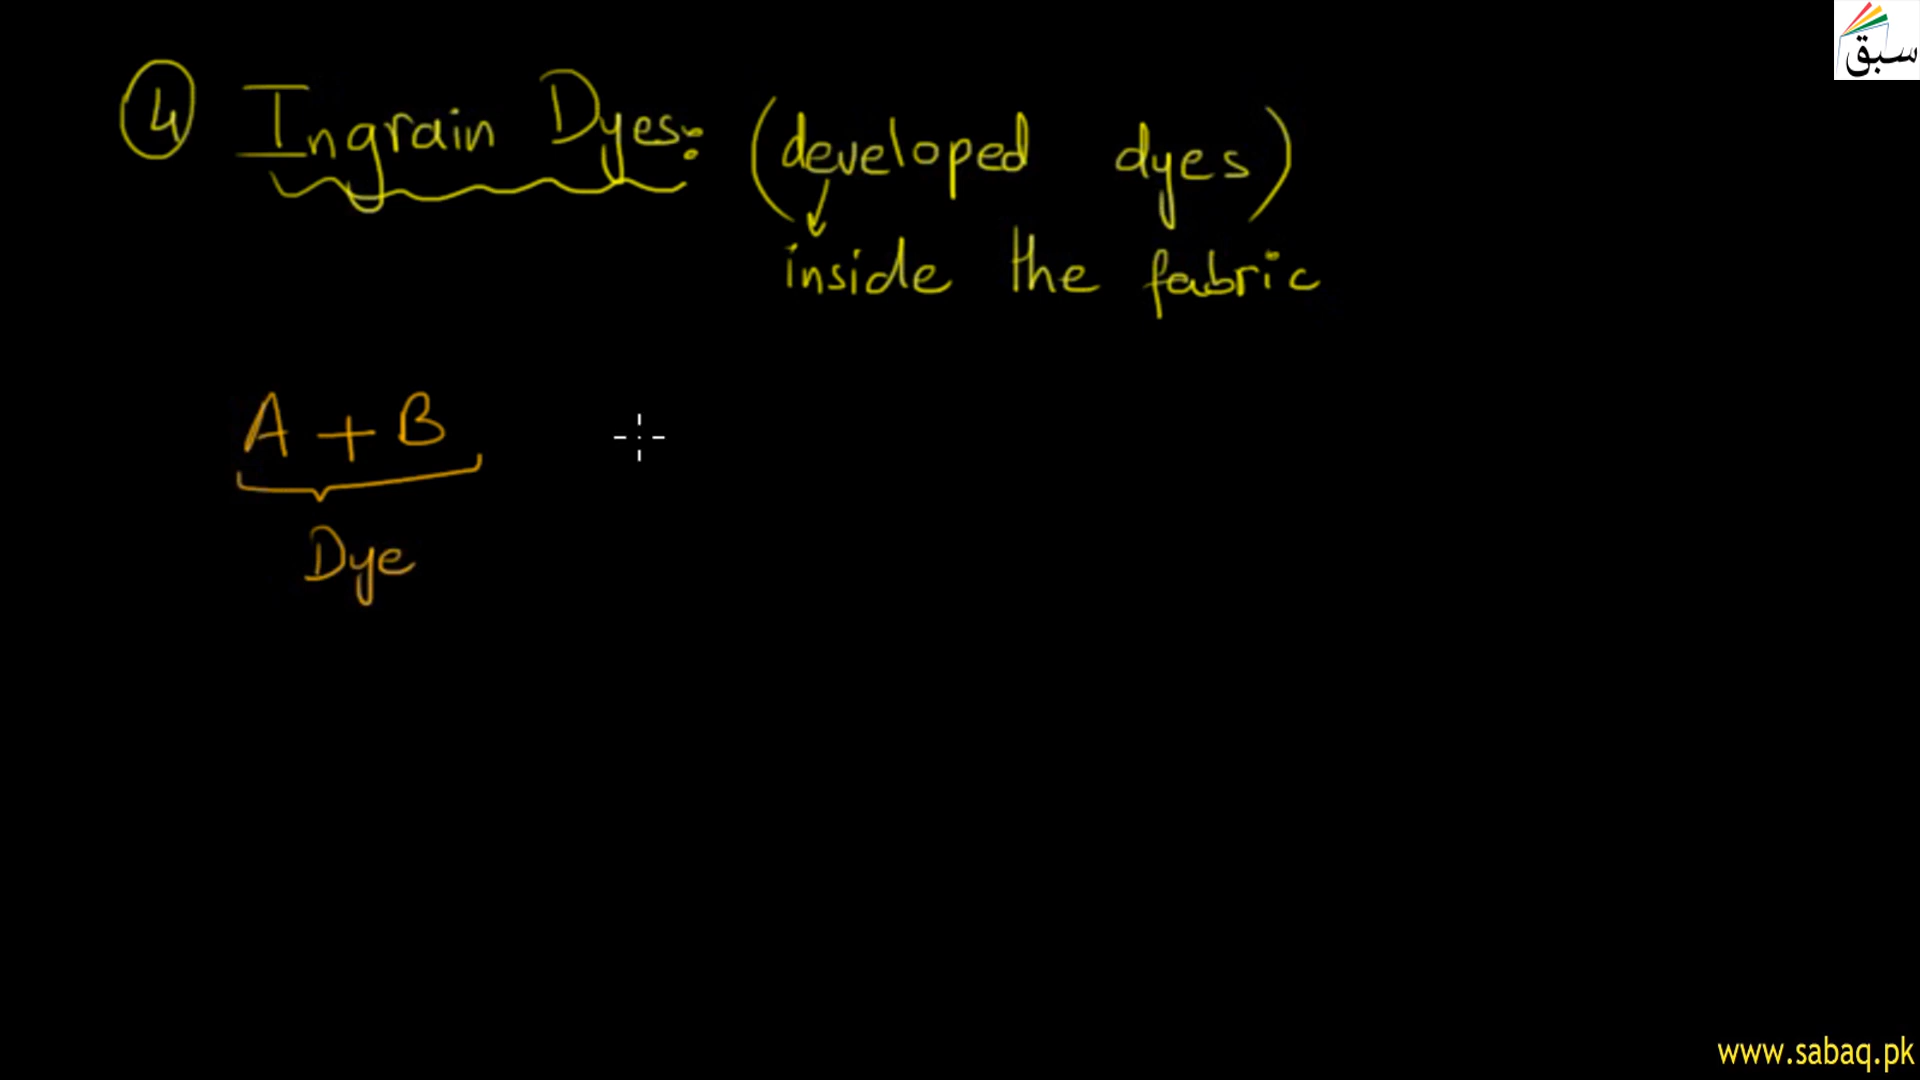 سبق
④ Ingrain Dyes: (developed dyes)
inside the fabric
A + B
Dye
www.sabaq.pk